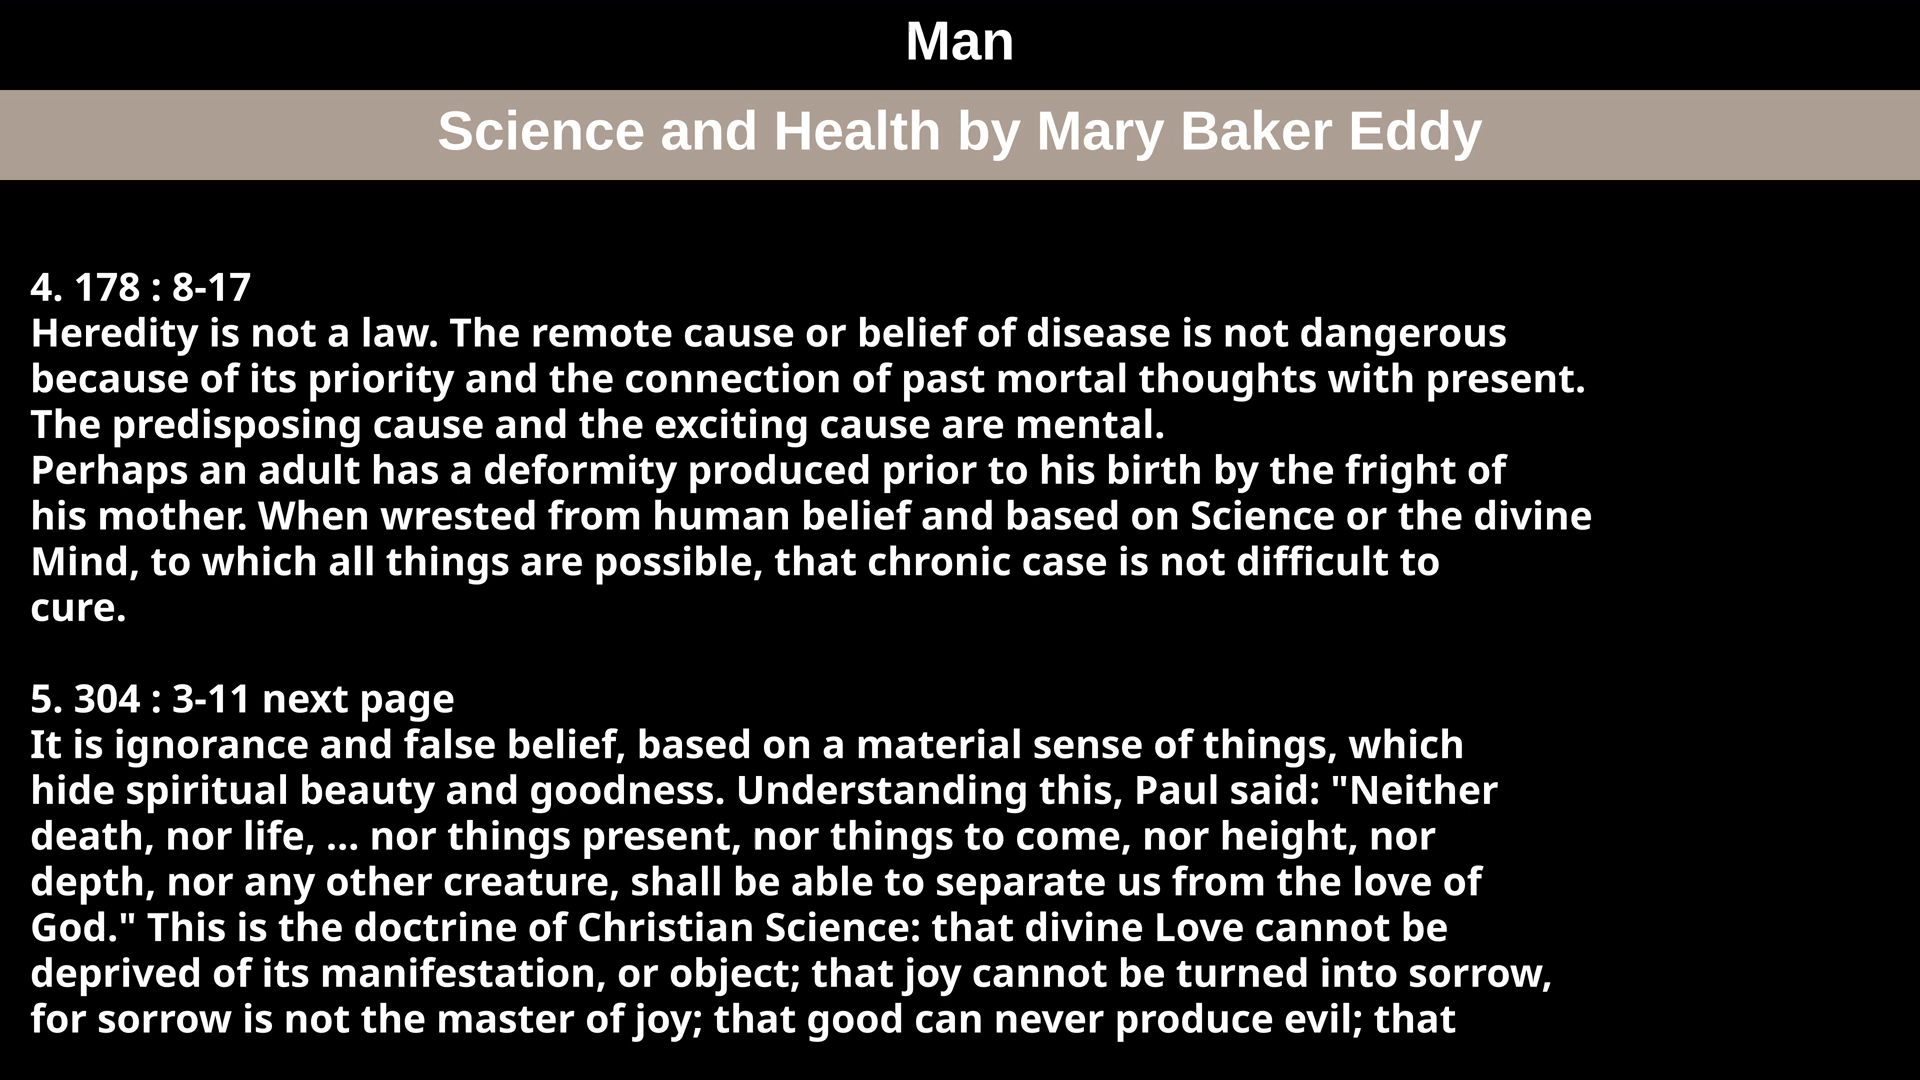 Man
Science and Health by Mary Baker Eddy
4. 178 : 8-17
Heredity is not a law. The remote cause or belief of disease is not dangerous
because of its priority and the connection of past mortal thoughts with present.
The predisposing cause and the exciting cause are mental.
Perhaps an adult has a deformity produced prior to his birth by the fright of
his mother. When wrested from human belief and based on Science or the divine
Mind, to which all things are possible, that chronic case is not difficult to
cure.
5. 304 : 3-11 next page
It is ignorance and false belief, based on a material sense of things, which
hide spiritual beauty and goodness. Understanding this, Paul said: "Neither
death, nor life, ... nor things present, nor things to come, nor height, nor
depth, nor any other creature, shall be able to separate us from the love of
God." This is the doctrine of Christian Science: that divine Love cannot be
deprived of its manifestation, or object; that joy cannot be turned into sorrow,
for sorrow is not the master of joy; that good can never produce evil; that